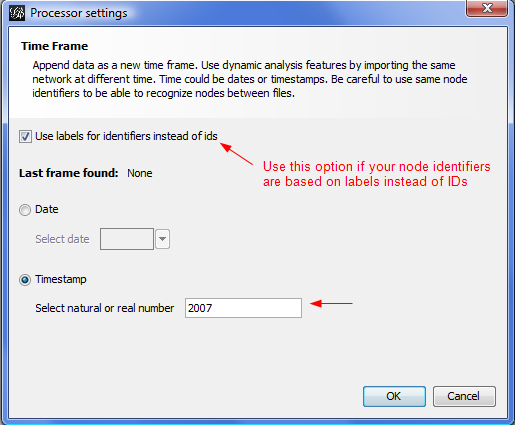 Processor settings
Time Frame
Append data as a new time frame. Use dynamic analysis features by importing the same
network at different time. Time could be dates or timestamps. Be careful to use same node
identifiers to be able to recognize nodes between files.
Use labels for identifiers instead of ids
Use this option if your node identifiers
are based on labels instead of IDs
Last frame found: None
Date
Select date
Timestamp
Select natural or real number 2007
OK Cancel